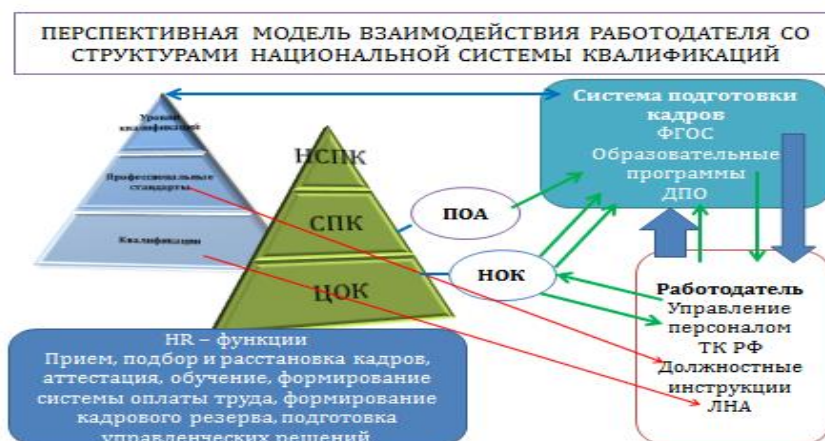 ПЕРСПЕКТИВНАЯ МОДЕЛЬ ВЗАИМОДЕЙСТВИЯ РАБОТОДАТЕЛЯ СО
СТРУКТУРАМИ НАЦИОНАЛЬНОЙ СИСТЕМЫ КВАЛИФИКАЦИЙ
Уровни
квалификаций
Профессиональные
стандарты
Квалификации
НСПК
СПК
ЦОК
ПОА
НОК
Система подготовки
кадров
ФГОС
Образовательные
программы
ДПО
Работодатель
Управление
персоналом
ТК РФ
Должностные
инструкции
ЛНА
HR – функции
Прием, подбор и расстановка кадров,
аттестация, обучение, формирование
системы оплаты труда, формирование
кадрового резерва, подготовка
управленческих решений